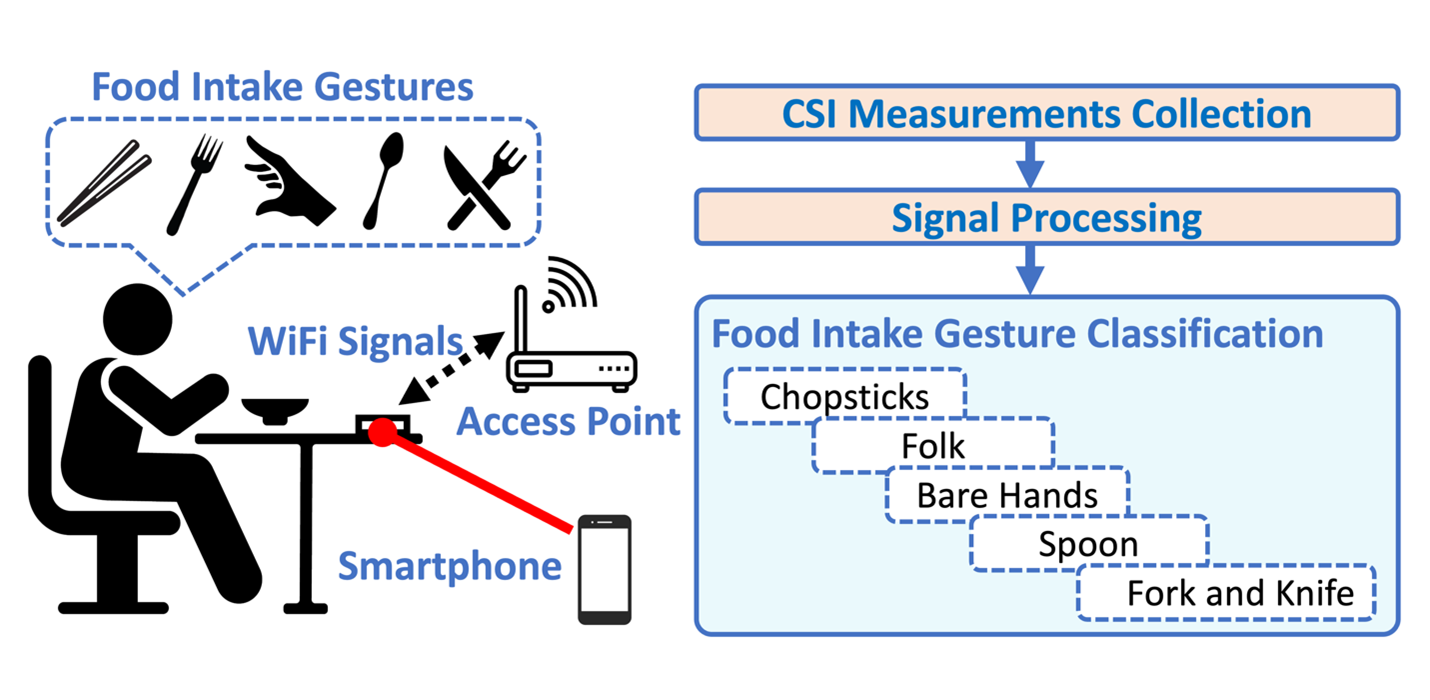 Food Intake Gestures
WiFi Signals
Access Point
Smartphone
CSI Measurements Collection
Signal Processing
Food Intake Gesture Classification
Chopsticks
Folk
Bare Hands
Spoon
Fork and Knife